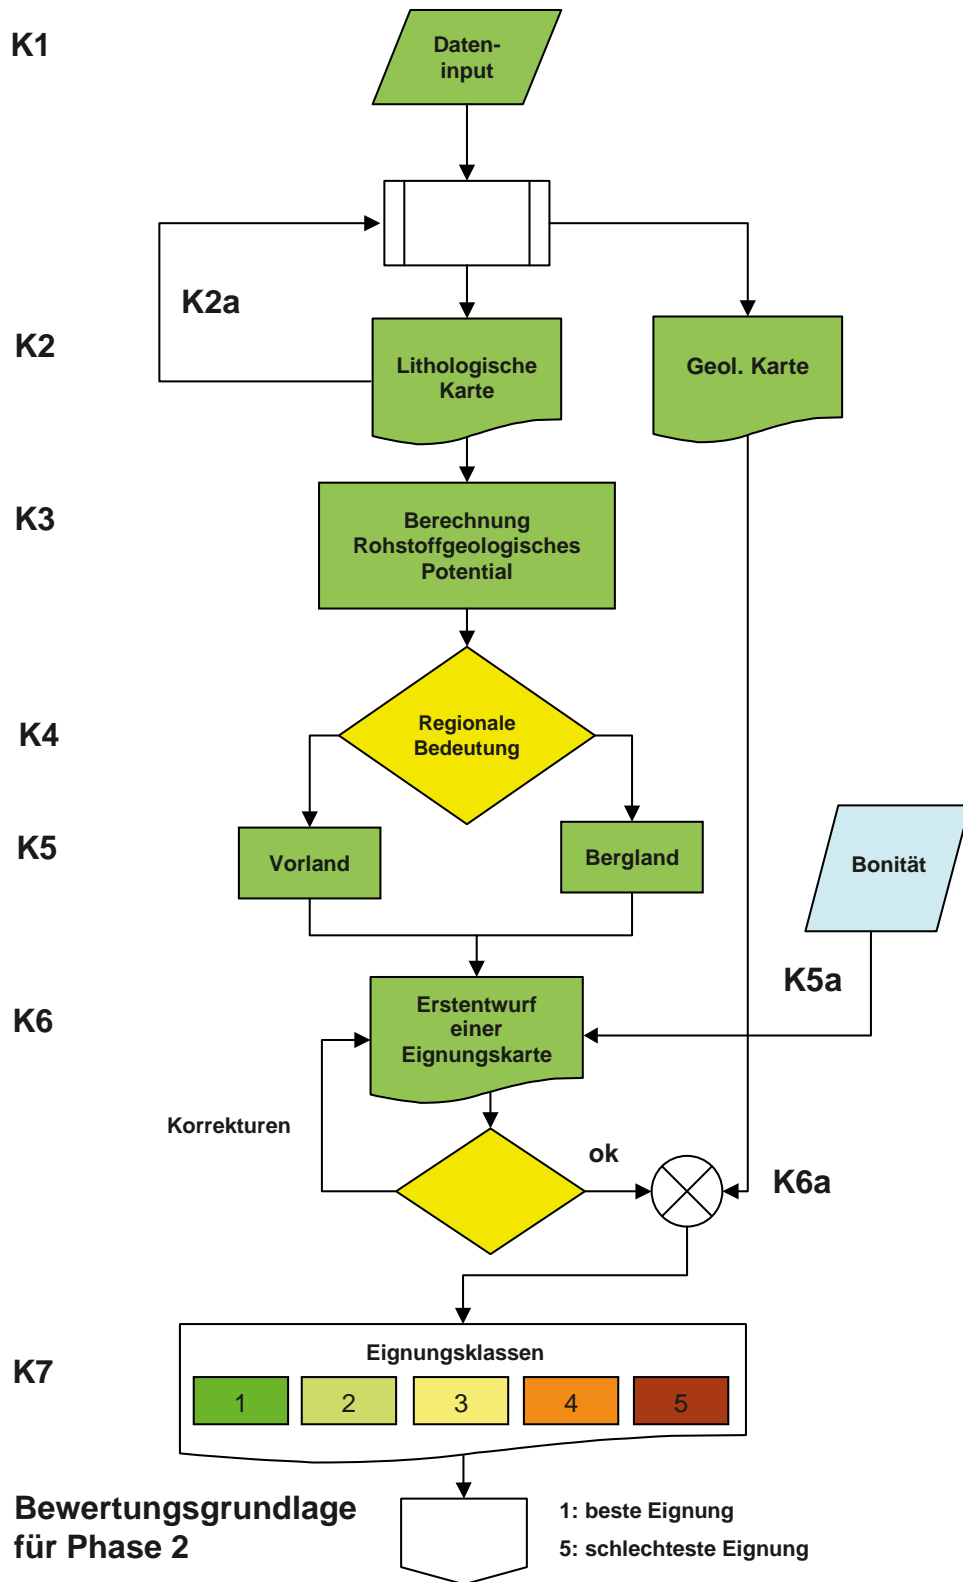 K1
Daten-
input
K2a
K2
Lithologische
Karte
Geol. Karte
K3
Berechnung
Rohstoffgeologisches
Potential
K4
Regionale
Bedeutung
K5
Vorland
Bergland
Bonität
K5a
K6
Erstentwurf
einer
Eignungskarte
Korrekturen
ok
K6a
K7
Eignungsklassen
1 2 3 4 5
Bewertungsgrundlage
für Phase 2
1: beste Eignung
5: schlechteste Eignung